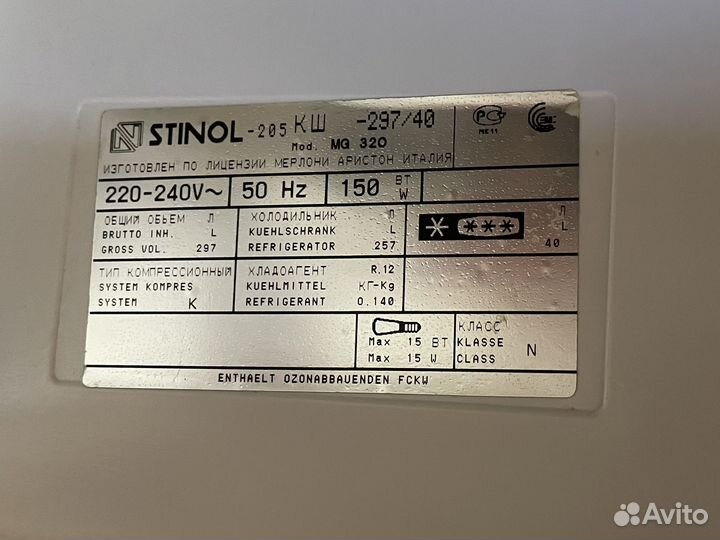 STINOL -205 КШ -297/40
Mod. MG 320
ИЗГОТОВЛЕН ПО ЛИЦЕНЗИИ МЕРЛОНИ АРИСТОН ИТАЛИЯ
РС
МЕ11
220-240V~ 50 Hz 150 ВТ W
ОБЩИЙ ОБЪЕМ Л
BRUTTO INH. L
GROSS VOL. 297
ХОЛОДИЛЬНИК Л
KUEHLSCHRANK L
REFRIGERATOR 257
Л
L
40
ТИП КОМПРЕССИОННЫЙ
SYSTEM KOMPRES
SYSTEM K
ХЛАДОАГЕНТ R.12
KUEHLMITTEL КГ-Kg
REFRIGERANT 0.140
Max 15 ВТ
Max 15 W
КЛАСС
KLASSE
CLASS N
ENTHAELT OZONABBAUENDEN FCKW
Avito